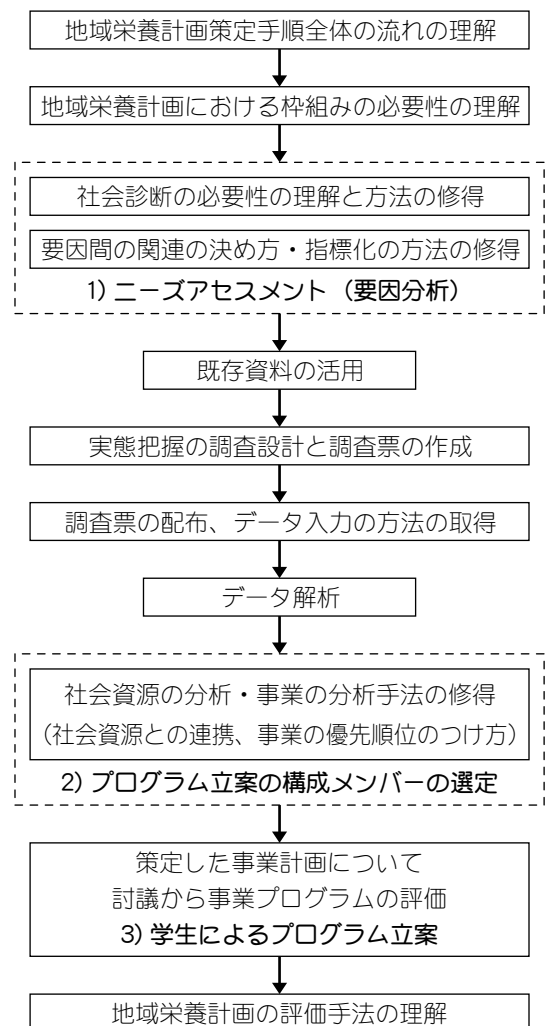 地域栄養計画策定手順全体の流れの理解
地域栄養計画における枠組みの必要性の理解
社会診断の必要性の理解と方法の修得
要因間の関連の決め方・指標化の方法の修得
1) ニーズアセスメント（要因分析）
既存資料の活用
実態把握の調査設計と調査票の作成
調査票の配布、データ入力の方法の取得
データ解析
社会資源の分析・事業の分析手法の修得
（社会資源との連携、事業の優先順位のつけ方）
2) プログラム立案の構成メンバーの選定
策定した事業計画について
討議から事業プログラムの評価
3) 学生によるプログラム立案
地域栄養計画の評価手法の理解